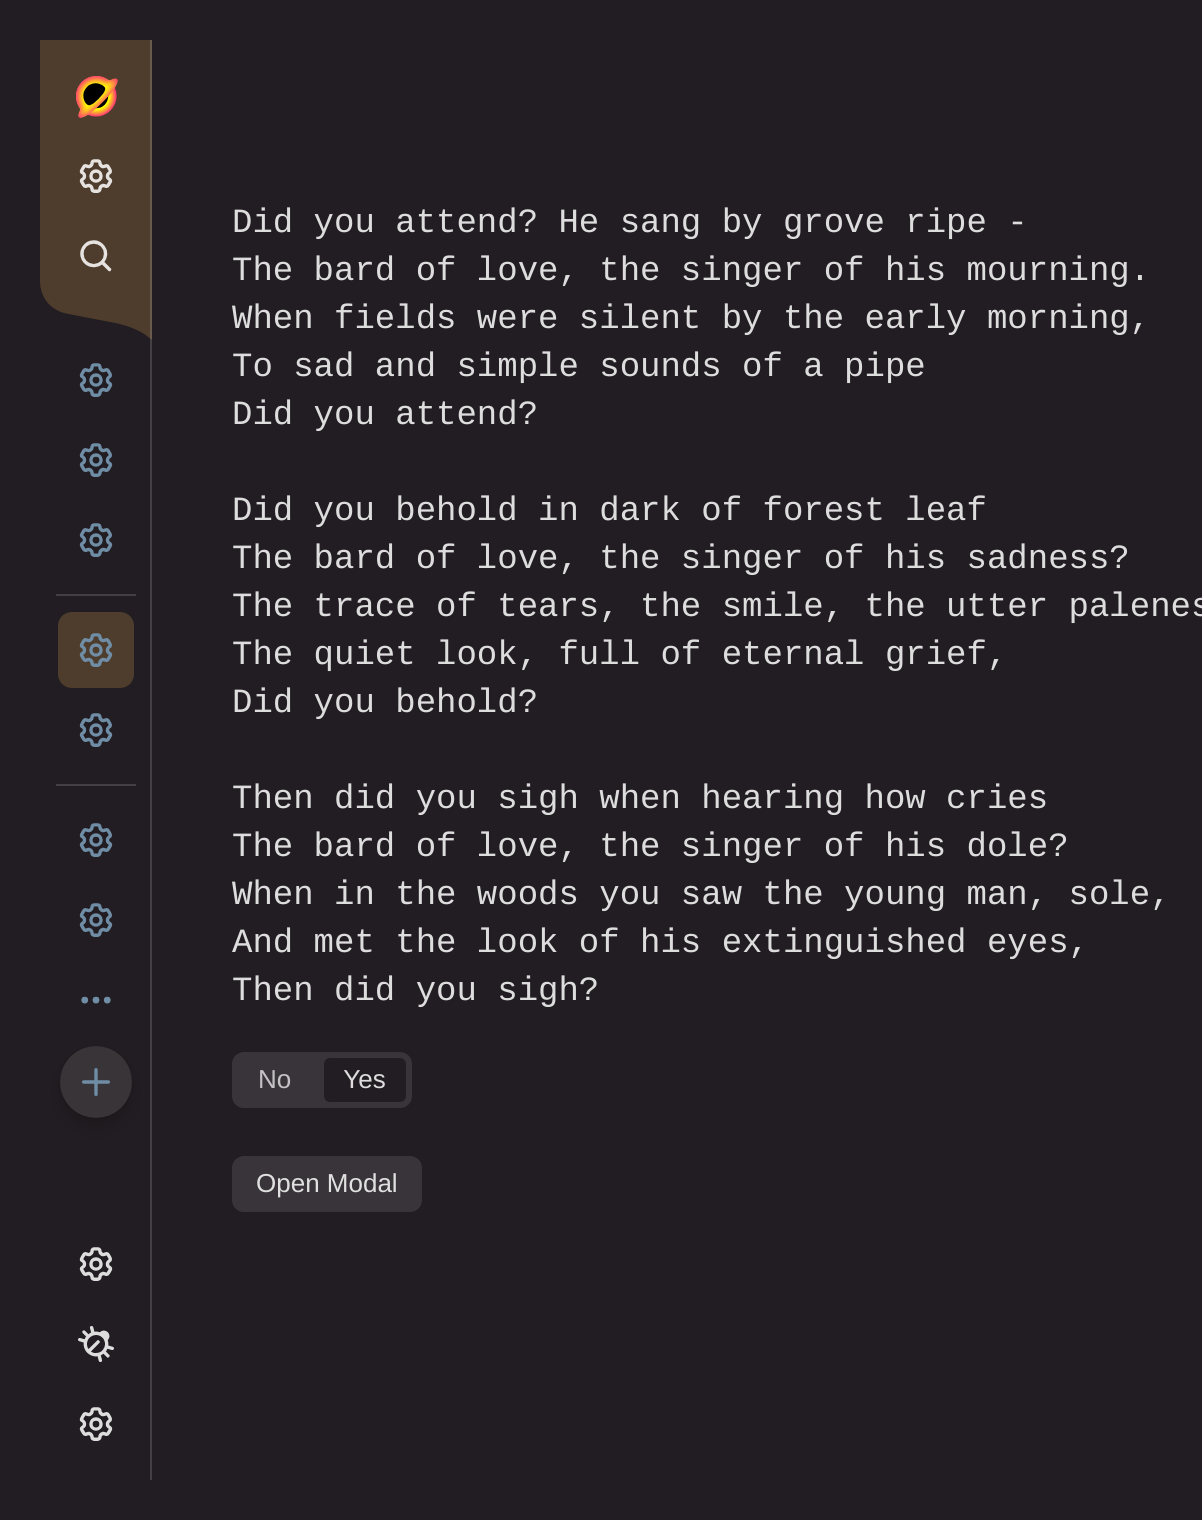 Did you attend? He sang by grove ripe -
The bard of love, the singer of his mourning.
When fields were silent by the early morning,
To sad and simple sounds of a pipe
Did you attend?
Did you behold in dark of forest leaf
The bard of love, the singer of his sadness?
The trace of tears, the smile, the utter palenes
The quiet look, full of eternal grief,
Did you behold?
Then did you sigh when hearing how cries
The bard of love, the singer of his dole?
When in the woods you saw the young man, sole,
And met the look of his extinguished eyes,
Then did you sigh?
No Yes
Open Modal